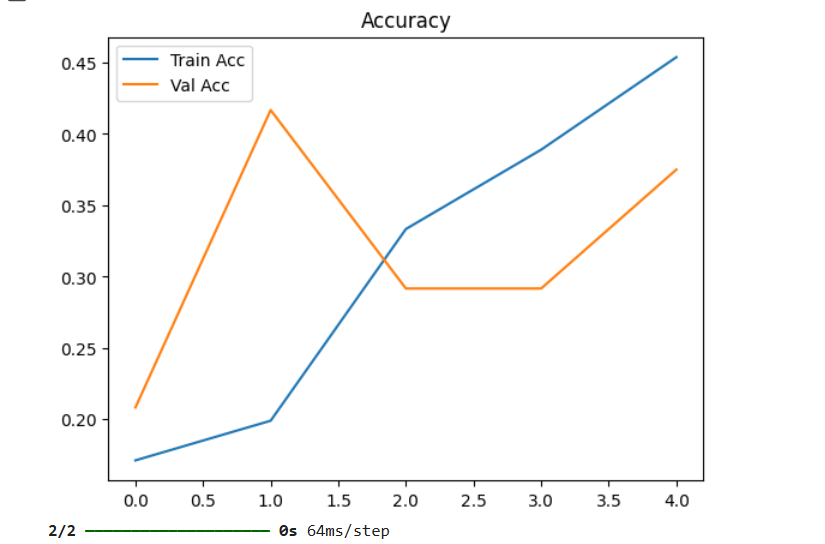 Accuracy
Train Acc
Val Acc
0.45
0.40
0.35
0.30
0.25
0.20
0.0 0.5 1.0 1.5 2.0 2.5 3.0 3.5 4.0
2/2 ━━━━━━━━━━━━━━━━━━━━ 0s 64ms/step